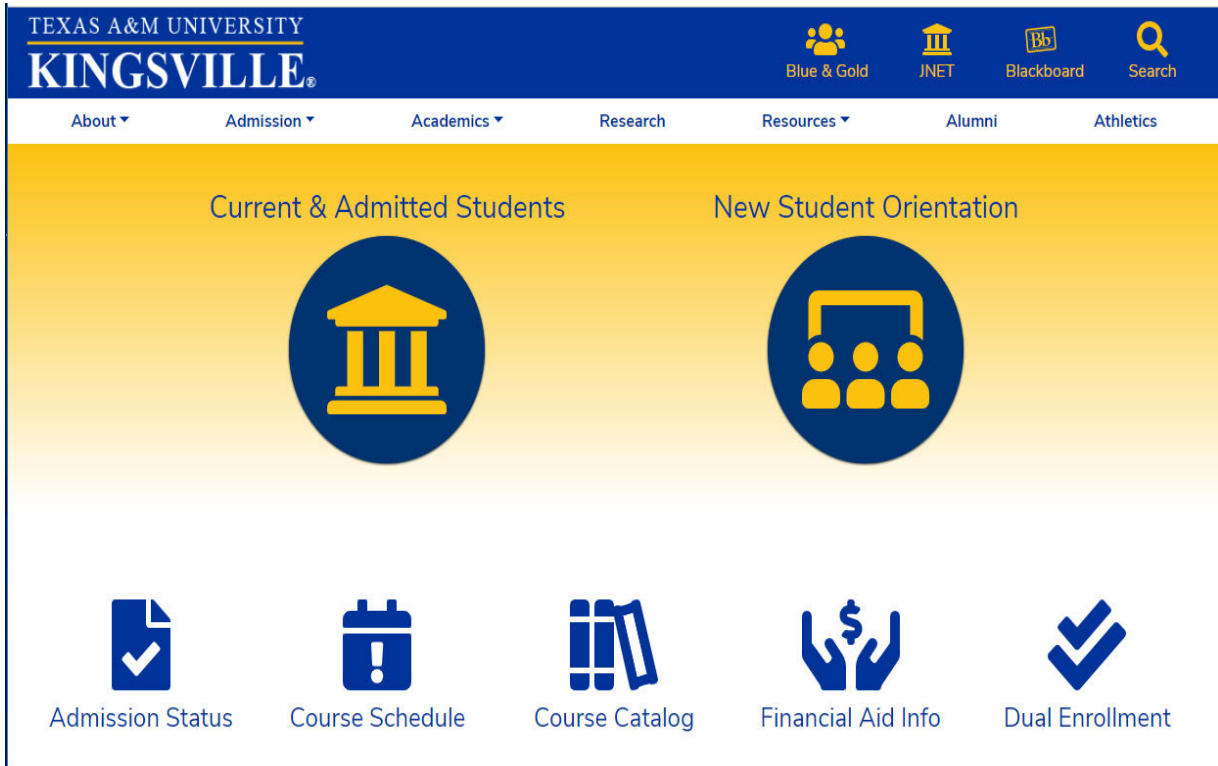 TEXAS A&M UNIVERSITY
KINGSVILLE®
Blue & Gold JNET Blackboard Search
Bb
About Admission Academics Research Resources Alumni Athletics
Current & Admitted Students New Student Orientation
Admission Status Course Schedule Course Catalog Financial Aid Info Dual Enrollment